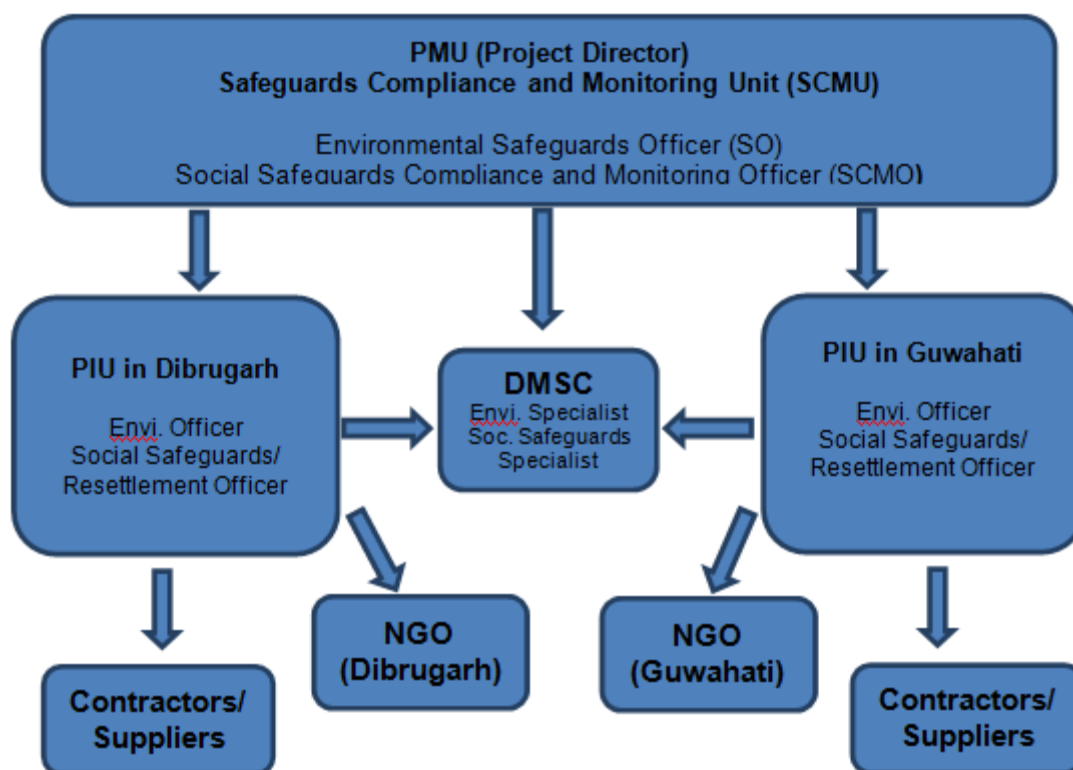 PMU (Project Director)
Safeguards Compliance and Monitoring Unit (SCMU)
Environmental Safeguards Officer (SO)
Social Safeguards Compliance and Monitoring Officer (SCMO)
PIU in Dibrugarh
Envi. Officer
Social Safeguards/
Resettlement Officer
DMSC
Envi. Specialist
Soc. Safeguards
Specialist
PIU in Guwahati
Envi. Officer
Social Safeguards/
Resettlement Officer
Contractors/
Suppliers
NGO
(Dibrugarh)
NGO
(Guwahati)
Contractors/
Suppliers